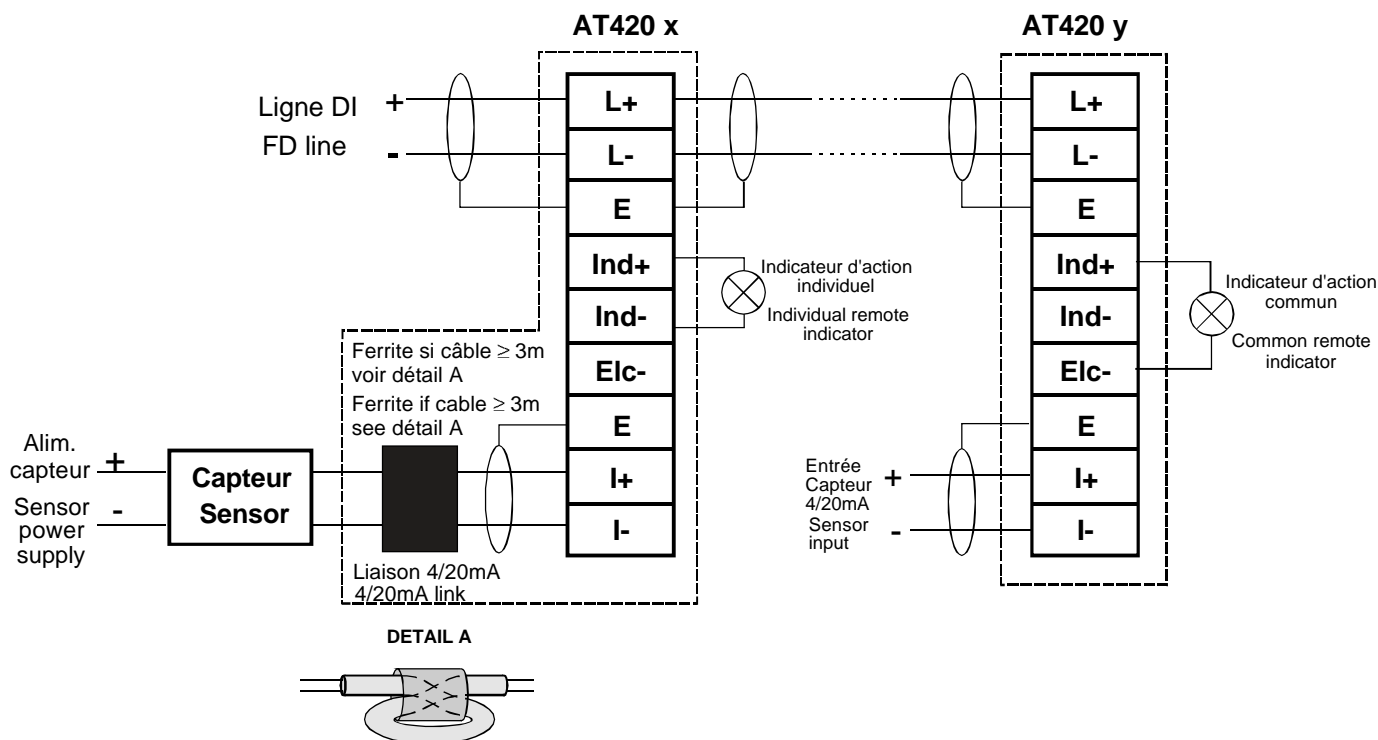 AT420 x
AT420 y
Ligne DI
FD line
+
-
L+
L-
E
Ind+
Ind-
Elc-
E
I+
I-
Indicateur d'action
individuel
Individual remote
indicator
L+
L-
E
Ind+
Ind-
Elc-
E
I+
I-
Indicateur d'action
commun
Common remote
indicator
Ferrite si câble ≥ 3m
voir détail A
Ferrite if cable ≥ 3m
see détail A
Alim.
capteur
+
Sensor
power
supply
-
Capteur
Sensor
Liaison 4/20mA
4/20mA link
Entrée
Capteur
4/20mA
Sensor
input
+
-
DETAIL A